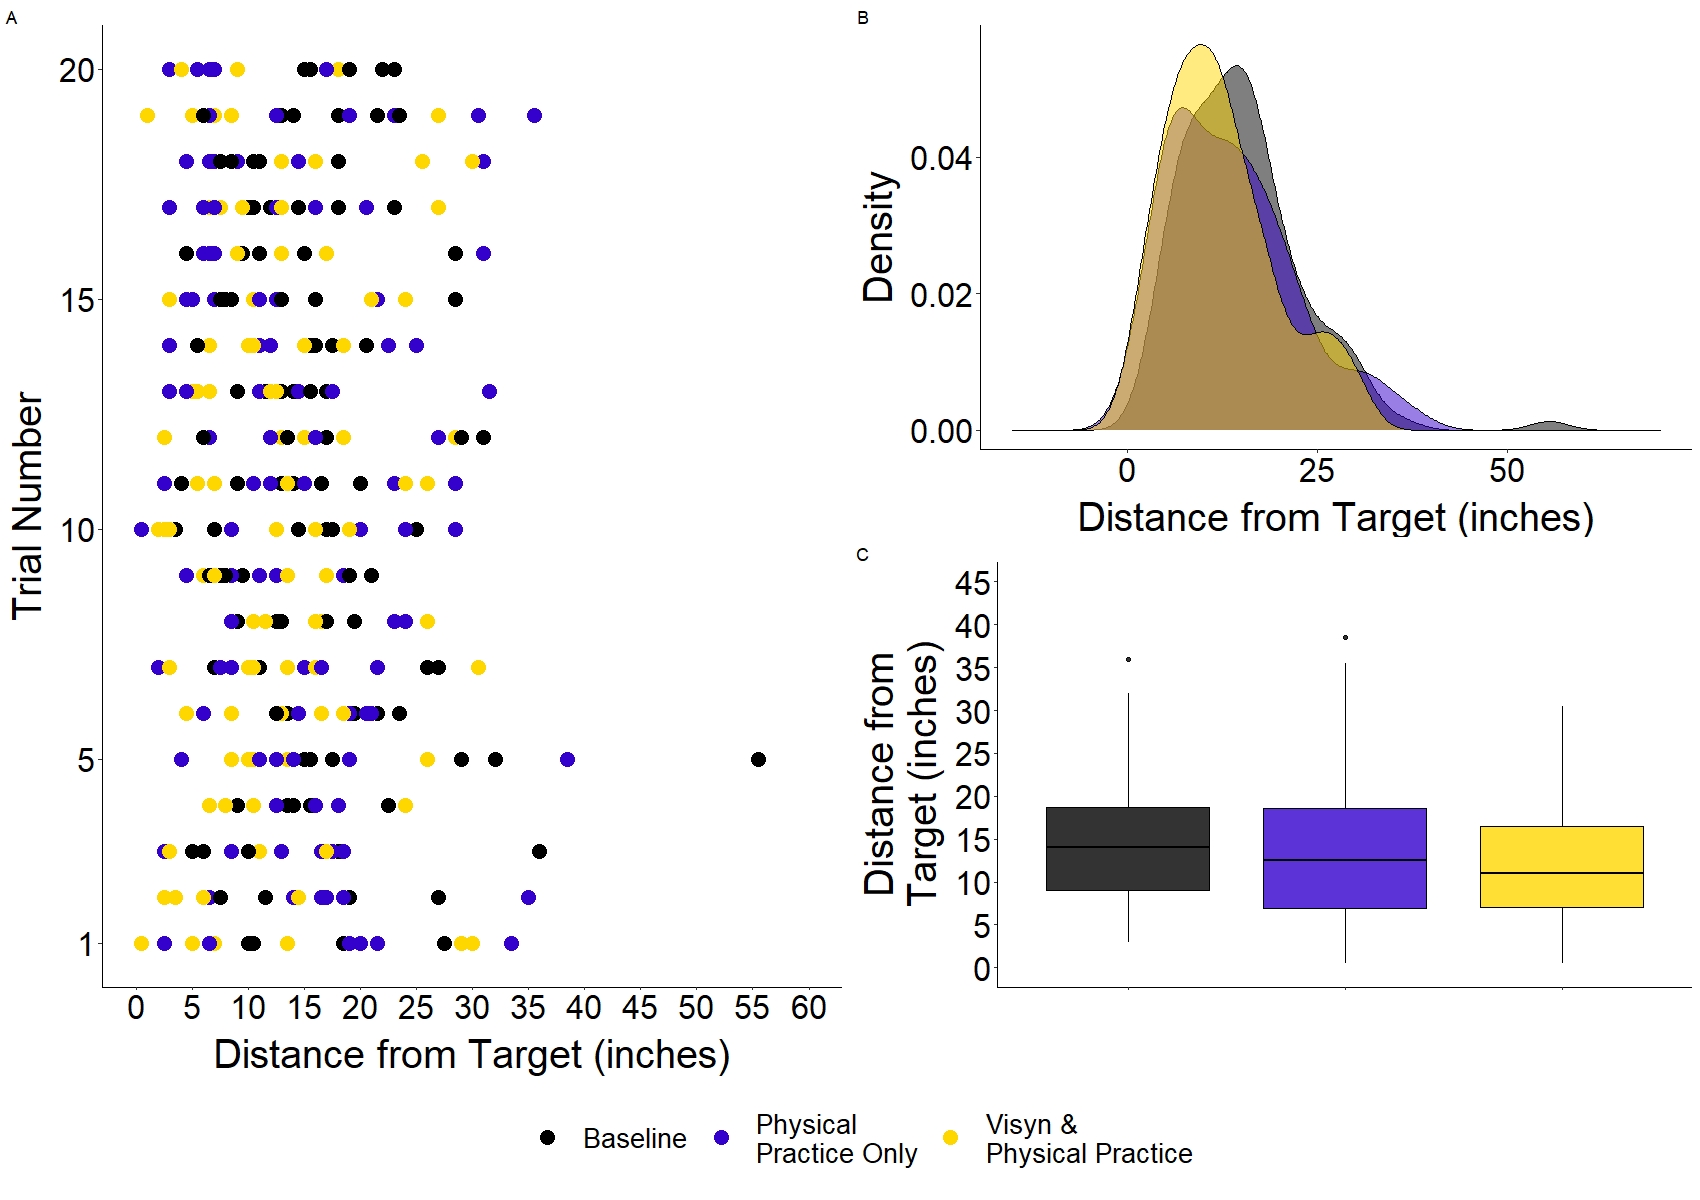 A
20
15
10
5
1
Trial Number
0 5 10 15 20 25 30 35 40 45 50 55 60
Distance from Target (inches)
B
Density
0.04
0.02
0.00
0 25 50
Distance from Target (inches)
C
Distance from
Target (inches)
45
40
35
30
25
20
15
10
5
0
Baseline
Physical
Practice Only
Visyn &
Physical Practice